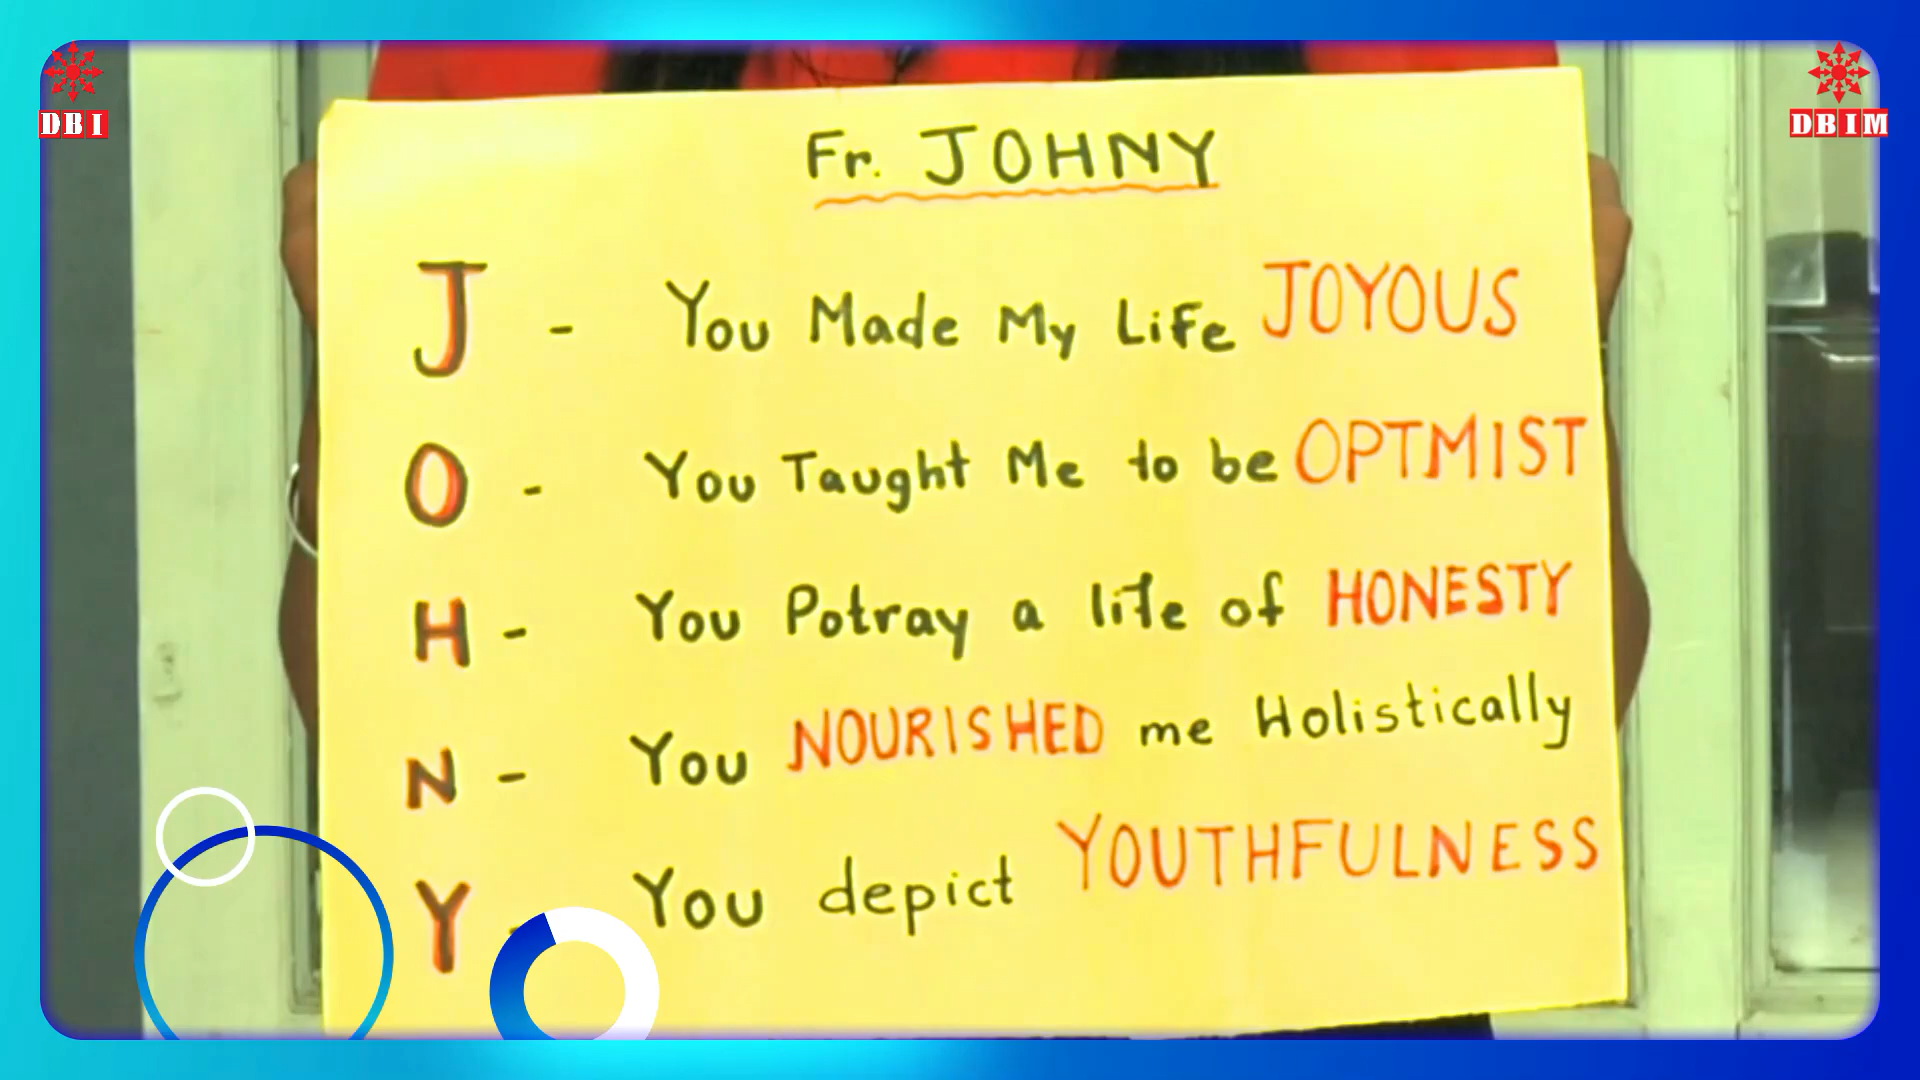 DBI
DBIM
Fr. JOHNY
J - You Made My Life JOYOUS
O - You Taught Me to be OPTMIST
H - You Potray a life of HONESTY
N - You NOURISHED me Holistically
Y - You depict YOUTHFULNESS